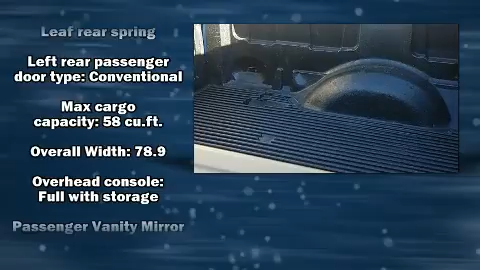 Leaf rear spring
Left rear passenger
door type: Conventional
Max cargo
capacity: 58 cu.ft.
Overall Width: 78.9
Overhead console:
Full with storage
Passenger Vanity Mirror